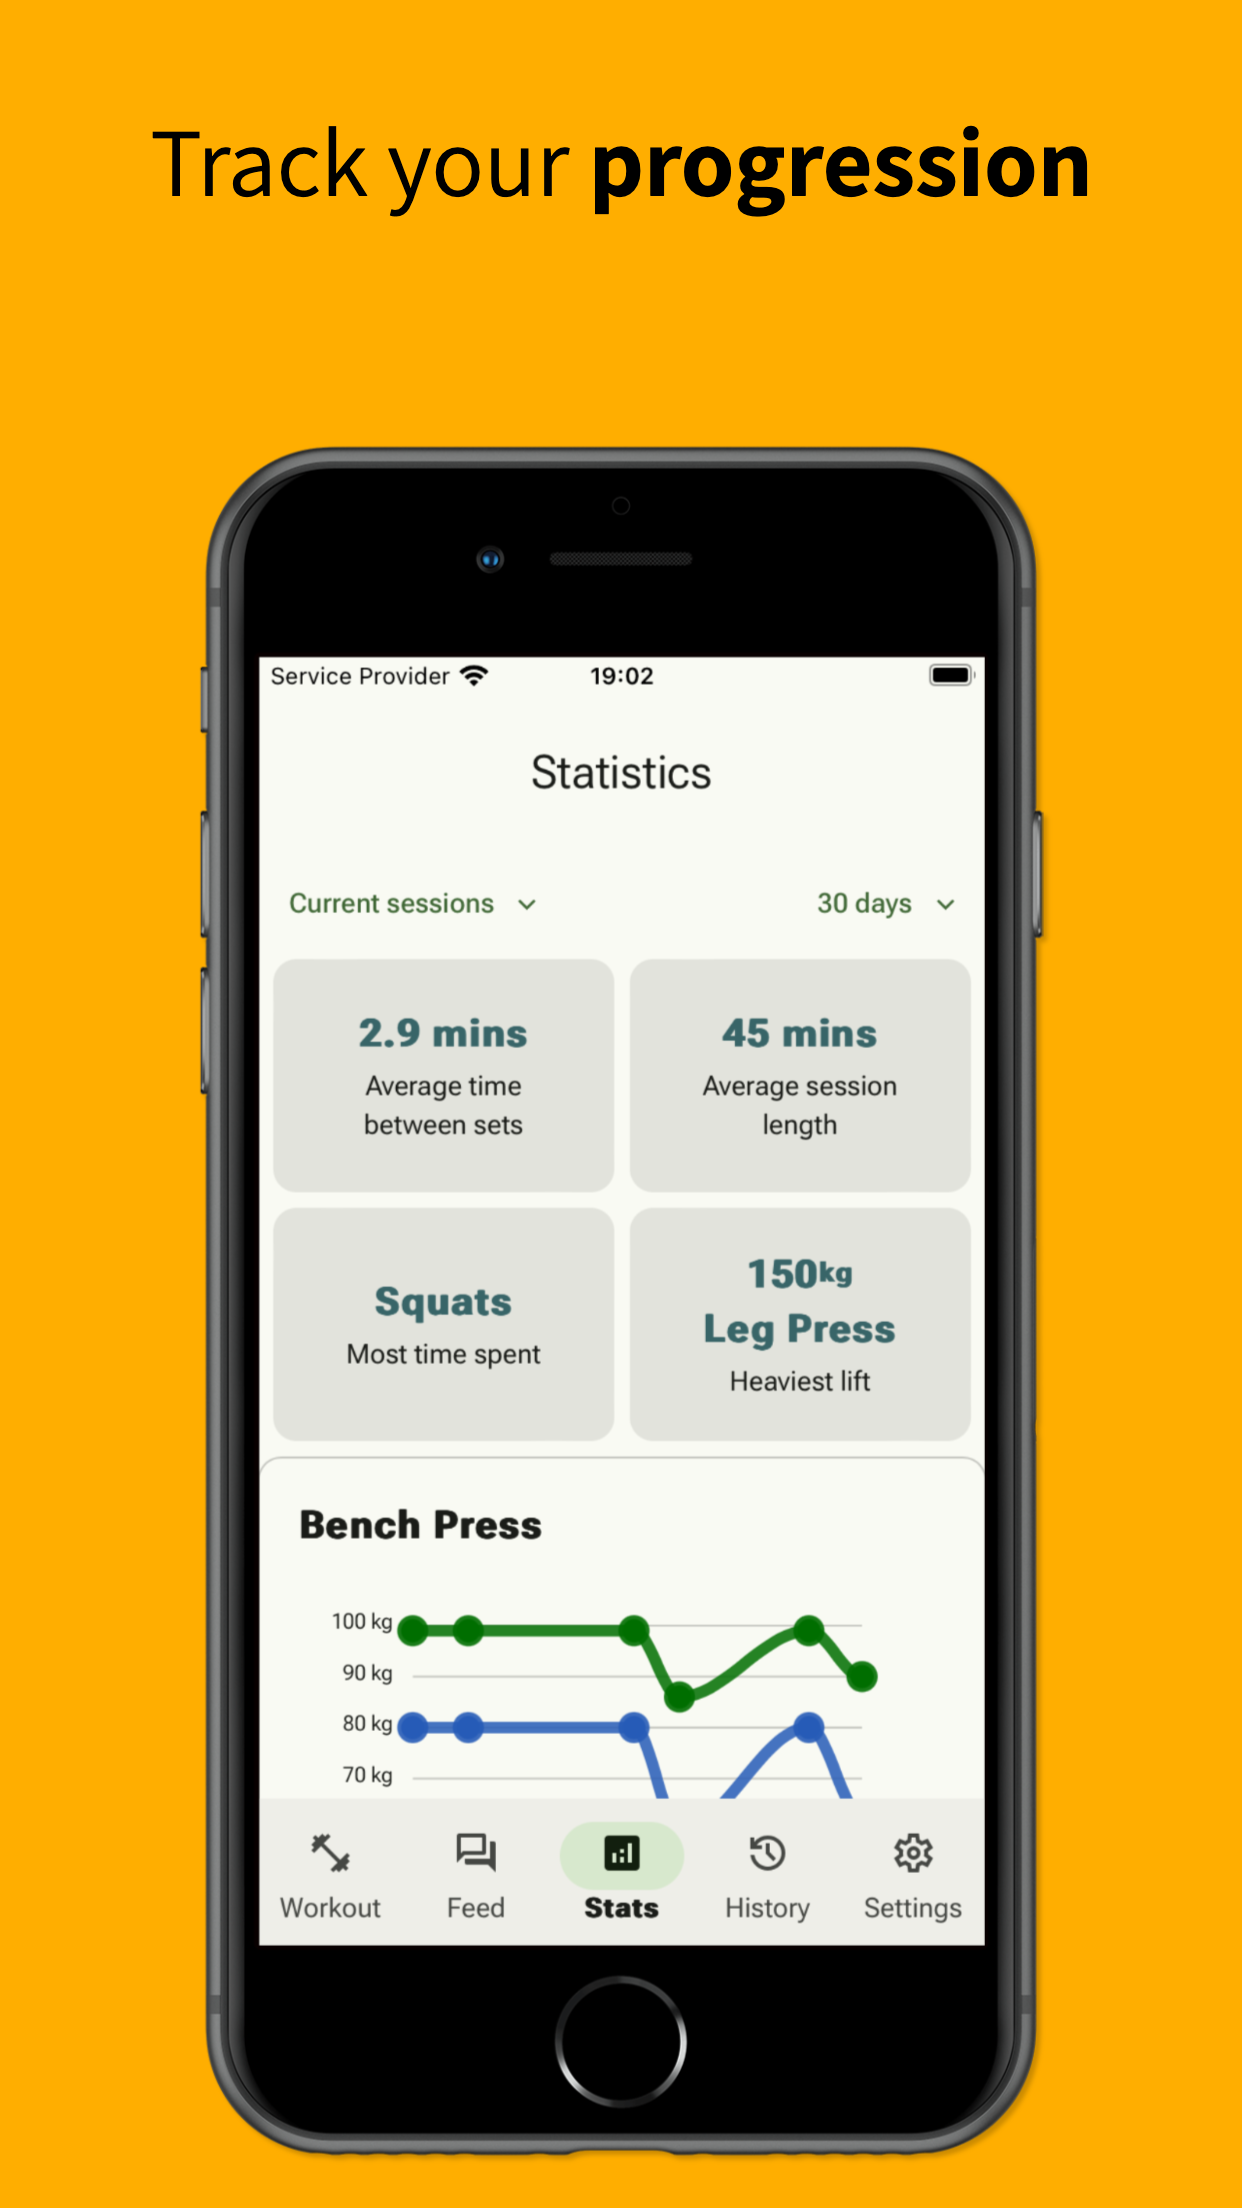 Track your progression
Service Provider
19:02
Statistics
Current sessions
30 days
2.9 mins
Average time
between sets
45 mins
Average session
length
Squats
Most time spent
150kg
Leg Press
Heaviest lift
Bench Press
100 kg
90 kg
80 kg
70 kg
Workout
Feed
Stats
History
Settings